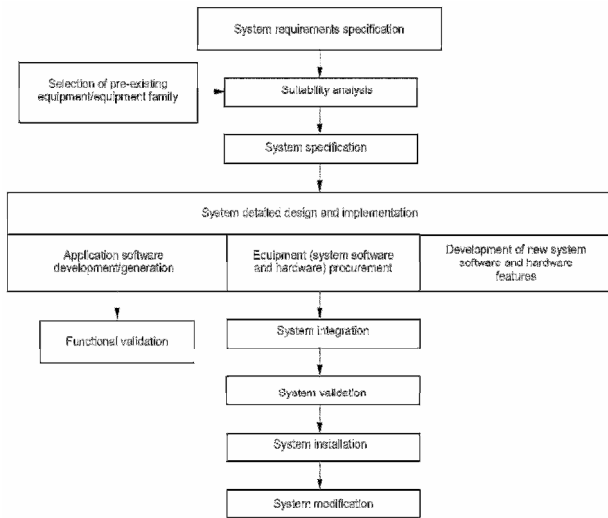 System requirements specification
Selection of pre-existing
equipment/equipment family
Suitability analysis
System specification
System detailed design and implementation
Application software
development/generation
Equipment (system software
and hardware) procurement
Development of new system
software and hardware
features
Functional validation
System integration
System validation
System installation
System modification